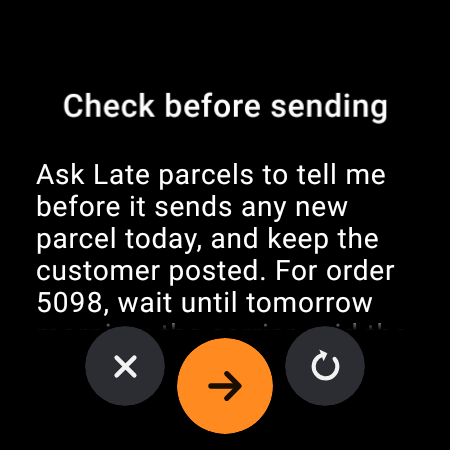 Check before sending
Ask Late parcels to tell me
before it sends any new
parcel today, and keep the
customer posted. For order
5098, wait until tomorrow